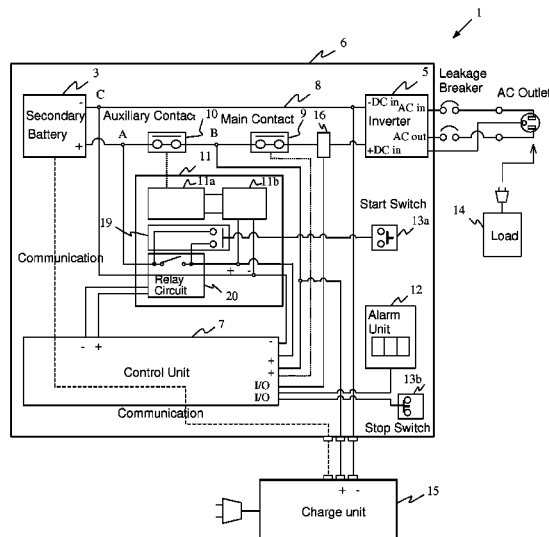 1
6
3
C
8
5
Leakage
Breaker
-
Secondary
Battery
+
Auxiliary Contact
10
Main Contact
9
16
-DC in
AC in
Inverter
AC out
+DC in
AC Outlet
A
B
11
11a
11b
19
Start Switch
13a
14
Load
Communication
+ -
Relay
Circuit
20
12
Alarm
Unit
7
- +
-
+
+
Control Unit
I/O
I/O
13b
Communication
Stop Switch
+ -
15
Charge unit